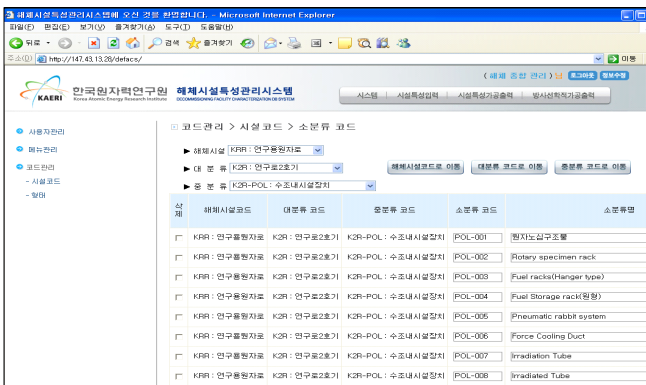 해체시설특성관리시스템에 오신 것을 환영합니다. - Microsoft Internet Explorer
파일(F) 편집(E) 보기(V) 즐겨찾기(A) 도구(T) 도움말(H)
뒤로 검색 즐겨찾기
주소(D) http://147.43.13.28/defacs/ 이동
( 해체 종합 관리 )님 로그아웃 정보수정
KAERI 한국원자력연구원 해체시설특성관리시스템
Korea Atomic Energy Research Institute DECOMMISSIONING FACILITY CHARACTERIZATION DB SYSTEM
시스템 | 시설특성입력 | 시설특성가공출력 | 방사선학적가공출력
사용자관리
메뉴관리
코드관리
- 시설코드
- 형태
코드관리 > 시설코드 > 소분류 코드
해체시설 KRR : 연구용원자로
대 분 류 K2R : 연구로2호기
중 분 류 K2R-POL : 수조내시설장치
해체시설코드로 이동 대분류 코드로 이동 중분류 코드로 이동
삭제 해체시설코드 대분류 코드 중분류 코드 소분류 코드 소분류명
KRR : 연구용원자로 K2R : 연구로2호기 K2R-POL : 수조내시설장치 POL-001 원자노심구조물
KRR : 연구용원자로 K2R : 연구로2호기 K2R-POL : 수조내시설장치 POL-002 Rotary specimen rack
KRR : 연구용원자로 K2R : 연구로2호기 K2R-POL : 수조내시설장치 POL-003 Fuel racks(Hanger type)
KRR : 연구용원자로 K2R : 연구로2호기 K2R-POL : 수조내시설장치 POL-004 Fuel Storage rack(원형)
KRR : 연구용원자로 K2R : 연구로2호기 K2R-POL : 수조내시설장치 POL-005 Pneumatic rabbit system
KRR : 연구용원자로 K2R : 연구로2호기 K2R-POL : 수조내시설장치 POL-006 Force Cooling Duct
KRR : 연구용원자로 K2R : 연구로2호기 K2R-POL : 수조내시설장치 POL-007 Irradiation Tube
KRR : 연구용원자로 K2R : 연구로2호기 K2R-POL : 수조내시설장치 POL-008 Irradiated Tube